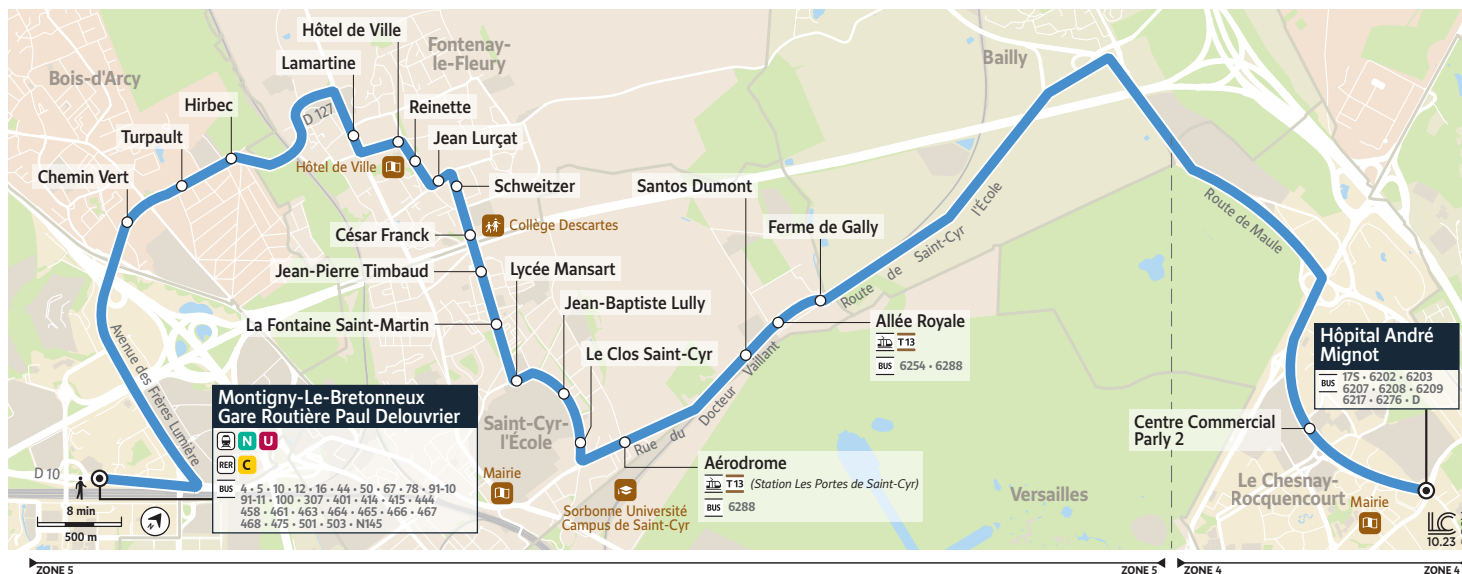 Hôtel de Ville
Fontenay-
le-Fleury
Bailly
Lamartine
Bois-d'Arcy
Hirbec
D 127
Reinette
Turpault
Jean Lurçat
Hôtel de Ville
Chemin Vert
Schweitzer
Santos Dumont
l'École
Route de Maule
Collège Descartes
César Franck
Ferme de Gally
Route de Saint-Cyr
Jean-Pierre Timbaud
Lycée Mansart
Jean-Baptiste Lully
La Fontaine Saint-Martin
Allée Royale
T13
BUS 6254 • 6288
Avenue des Frères Lumière
Le Clos Saint-Cyr
Rue du Docteur Vaillant
Hôpital André
Mignot
BUS 17S • 6202 • 6203
6207 • 6208 • 6209
6217 • 6276 • D
Montigny-Le-Bretonneux
Gare Routière Paul Delouvrier
N U
RER C
BUS 4 • 5 • 10 • 12 • 16 • 44 • 50 • 67 • 78 • 91-10
91-11 • 100 • 307 • 401 • 414 • 415 • 444
458 • 461 • 463 • 464 • 465 • 466 • 467
468 • 475 • 501 • 503 • N145
Saint-Cyr-
l'École
Centre Commercial
Parly 2
D 10
8 min
500 m
Mairie
Sorbonne Université
Campus de Saint-Cyr
Aérodrome
T13 (Station Les Portes de Saint-Cyr)
BUS 6288
Versailles
Le Chesnay-
Rocquencourt
Mairie
LC
10.23
ZONE 5
ZONE 5
ZONE 4
ZONE 4